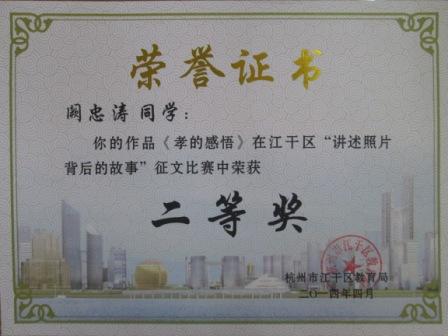 荣誉证书
阙忠涛 同学：
你的作品《孝的感悟》在江干区“讲述照片
背后的故事”征文比赛中荣获
二等奖
杭州市江干区教育局
二〇一四年四月